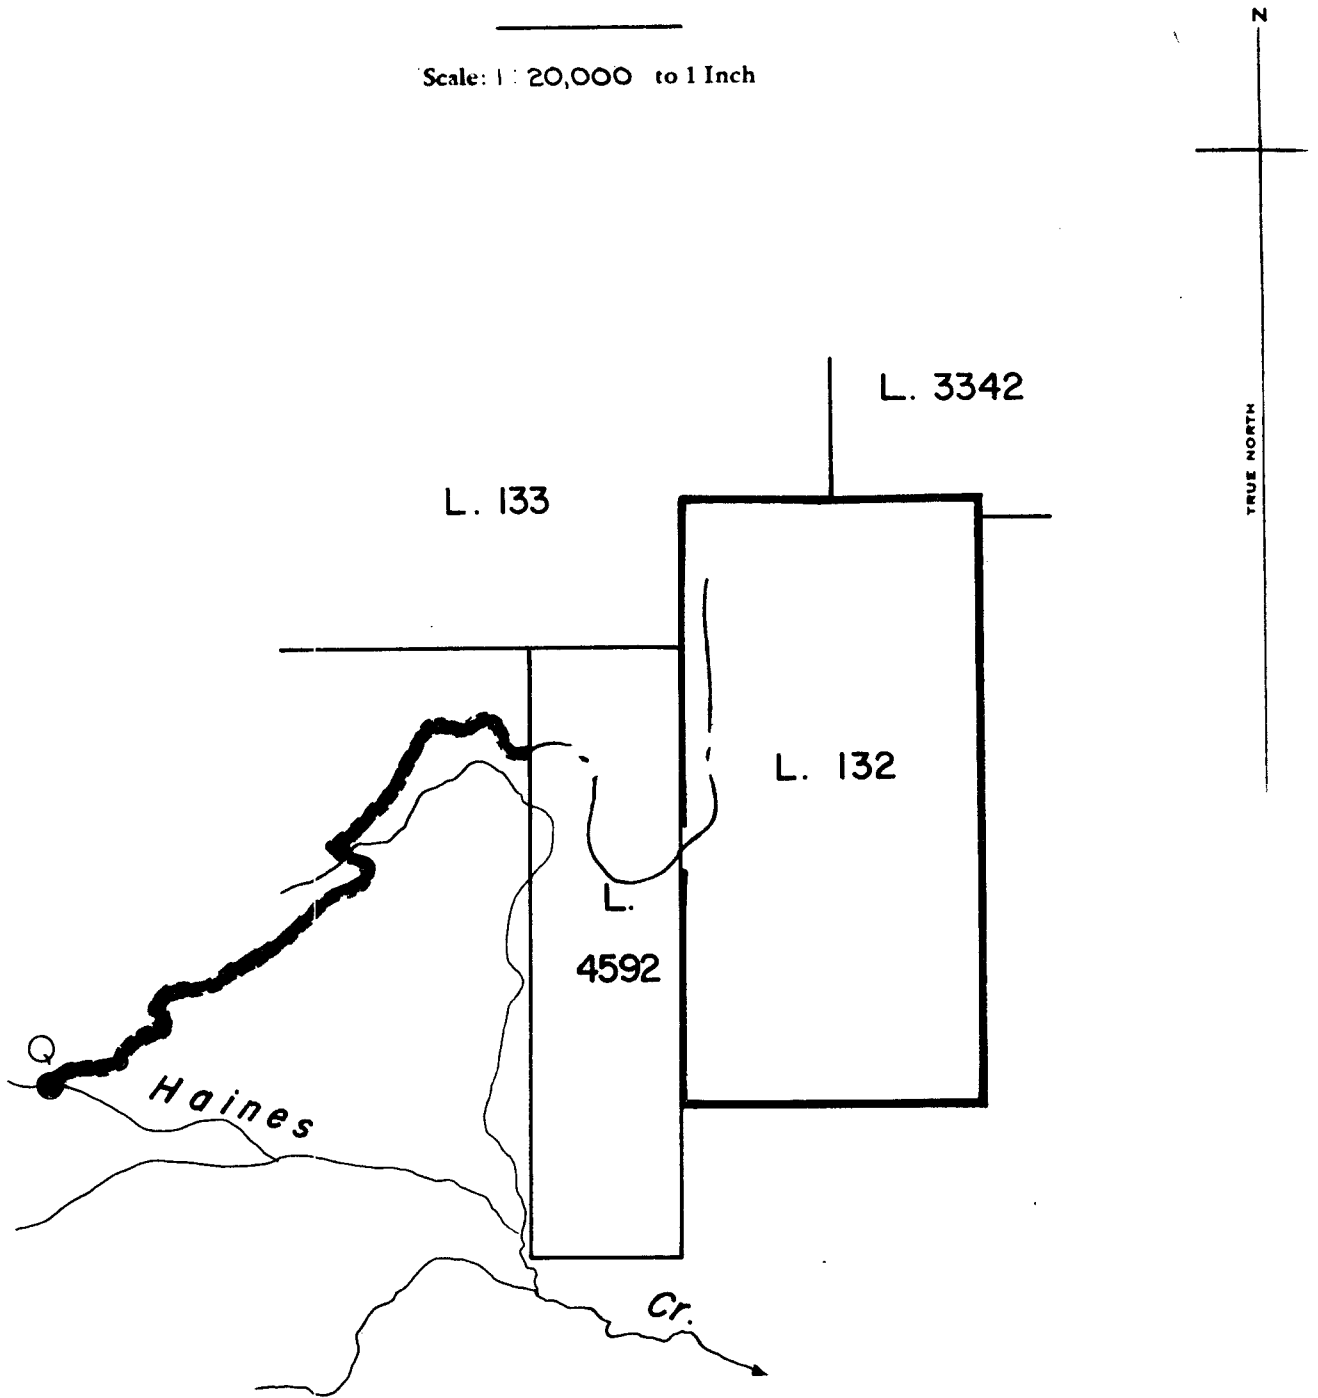 N
Scale: 1 : 20,000 to 1 Inch
TRUE NORTH
L. 3342
L. 133
L. 132
L.
4592
Q
Haines
Cr.